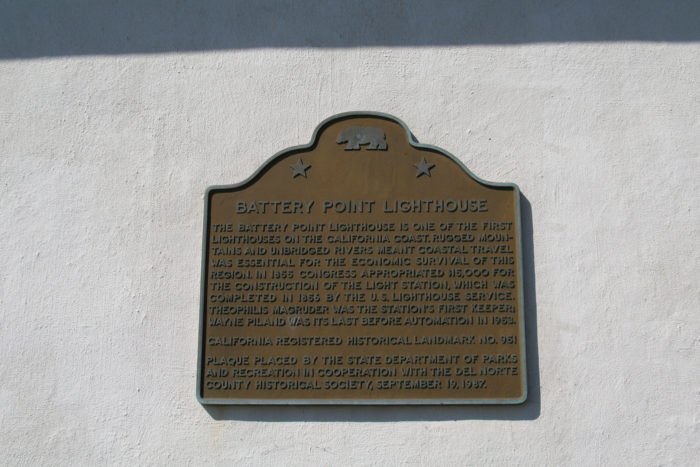 BATTERY POINT LIGHTHOUSE
THE BATTERY POINT LIGHTHOUSE IS ONE OF THE FIRST
LIGHTHOUSES ON THE CALIFORNIA COAST. RUGGED MOUN-
TAINS AND UNBRIDGED RIVERS MEANT COASTAL TRAVEL
WAS ESSENTIAL FOR THE ECONOMIC SURVIVAL OF THIS
REGION. IN 1855 CONGRESS APPROPRIATED $15,000 FOR
THE CONSTRUCTION OF THE LIGHT STATION, WHICH WAS
COMPLETED IN 1856 BY THE U.S. LIGHTHOUSE SERVICE.
THEOPHILIS MAGRUDER WAS THE STATION'S FIRST KEEPER;
WAYNE PILAND WAS ITS LAST BEFORE AUTOMATION IN 1953.
CALIFORNIA REGISTERED HISTORICAL LANDMARK NO. 951
PLAQUE PLACED BY THE STATE DEPARTMENT OF PARKS
AND RECREATION IN COOPERATION WITH THE DEL NORTE
COUNTY HISTORICAL SOCIETY, SEPTEMBER 19, 1987.